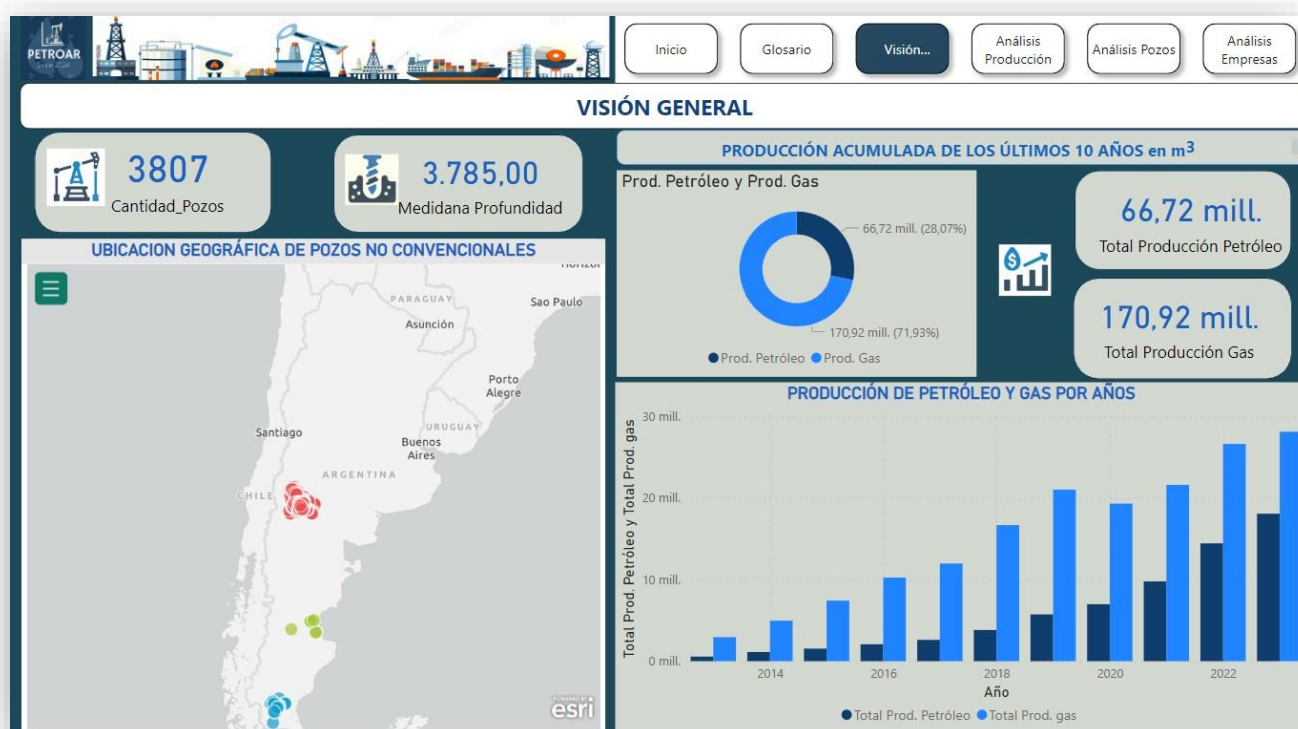 PETROAR
Inicio
Glosario
Visión...
Análisis
Producción
Análisis Pozos
Análisis
Empresas
VISIÓN GENERAL
3807
Cantidad_Pozos
3.785,00
Medidana Profundidad
PRODUCCIÓN ACUMULADA DE LOS ÚLTIMOS 10 AÑOS en m³
Prod. Petróleo y Prod. Gas
66,72 mill. (28,07%)
170,92 mill. (71,93%)
Prod. Petróleo Prod. Gas
66,72 mill.
Total Producción Petróleo
170,92 mill.
Total Producción Gas
UBICACION GEOGRÁFICA DE POZOS NO CONVENCIONALES
PARAGUAY
Sao Paulo
Asunción
Porto
Alegre
Santiago
URUGUAY
Buenos
Aires
ARGENTINA
CHILE
POWERED BY
esri
PRODUCCIÓN DE PETRÓLEO Y GAS POR AÑOS
Total Prod. Petróleo y Total Prod. gas
30 mill.
20 mill.
10 mill.
0 mill.
2014
2016
2018
2020
2022
Año
Total Prod. Petróleo Total Prod. gas